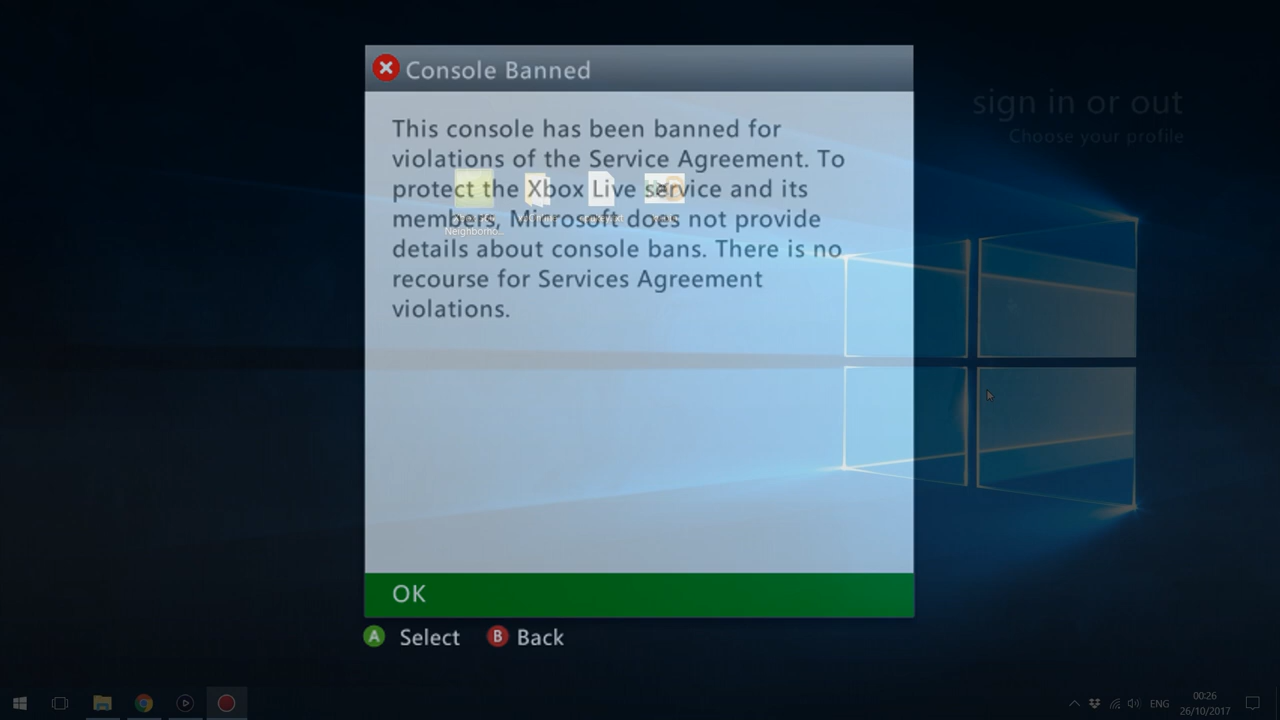 Console Banned
sign in or out
Choose your profile
This console has been banned for
violations of the Service Agreement. To
protect the Xbox Live service and its
members, Microsoft does not provide
details about console bans. There is no
recourse for Services Agreement
violations.
Neighborho...
OK
A Select B Back
ENG
00:26
26/10/2017